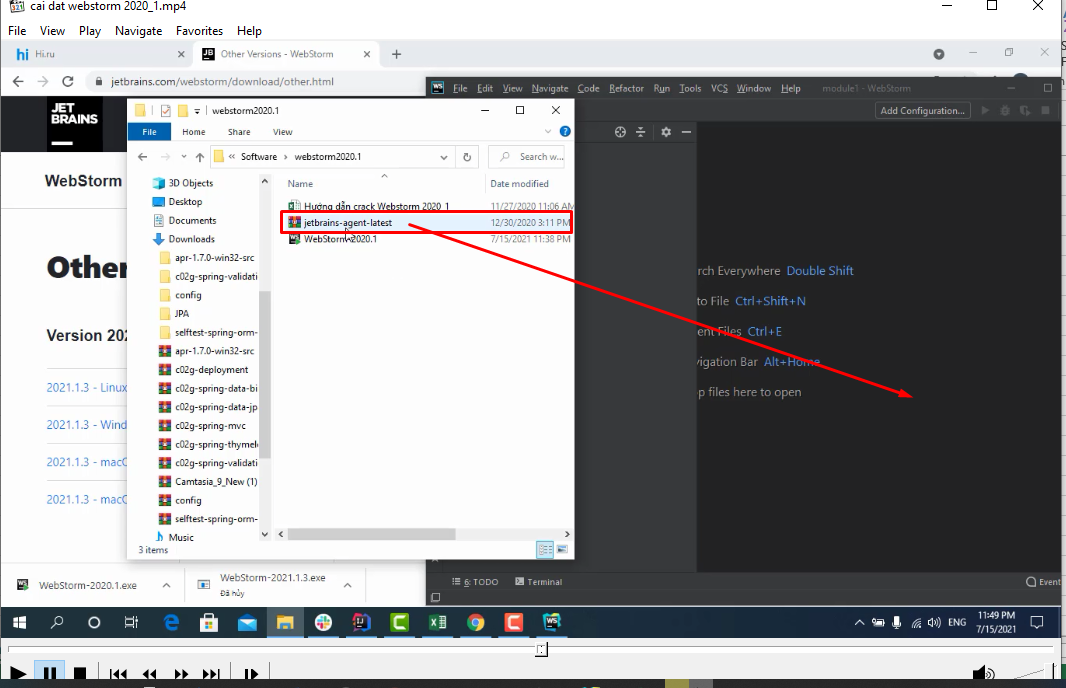 cai dat webstorm 2020_1.mp4
File View Play Navigate Favorites Help
hi Hi.ru
JB Other Versions - WebStorm
jetbrains.com/webstorm/download/other.html
JET
BRAINS
WebStorm
Other
Version 202
2021.1.3 - Linux
2021.1.3 - Wind
2021.1.3 - macO
2021.1.3 - macO
webstorm2020.1
File Home Share View
« Software › webstorm2020.1
Search w...
Name Date modified
Hướng dẫn crack Webstorm 2020_1 11/27/2020 11:06 AM
jetbrains-agent-latest 12/30/2020 3:11 PM
WebStorm-2020.1 7/15/2021 11:38 PM
3D Objects
Desktop
Documents
Downloads
apr-1.7.0-win32-src
c02g-spring-validati
config
JPA
selftest-spring-orm-
apr-1.7.0-win32-src
c02g-deployment
c02g-spring-data-bi
c02g-spring-data-jp
c02g-spring-mvc
c02g-spring-thymele
c02g-spring-validati
Camtasia_9_New (1)
config
selftest-spring-orm-
Music
3 items
WS File Edit View Navigate Code Refactor Run Tools VCS Window Help module1 - WebStorm
Add Configuration...
rch Everywhere Double Shift
to File Ctrl+Shift+N
ent Files Ctrl+E
vigation Bar Alt+Home
op files here to open
6: TODO Terminal Event
WebStorm-2020.1.exe
WebStorm-2021.1.3.exe
Đã hủy
ENG
11:49 PM
7/15/2021